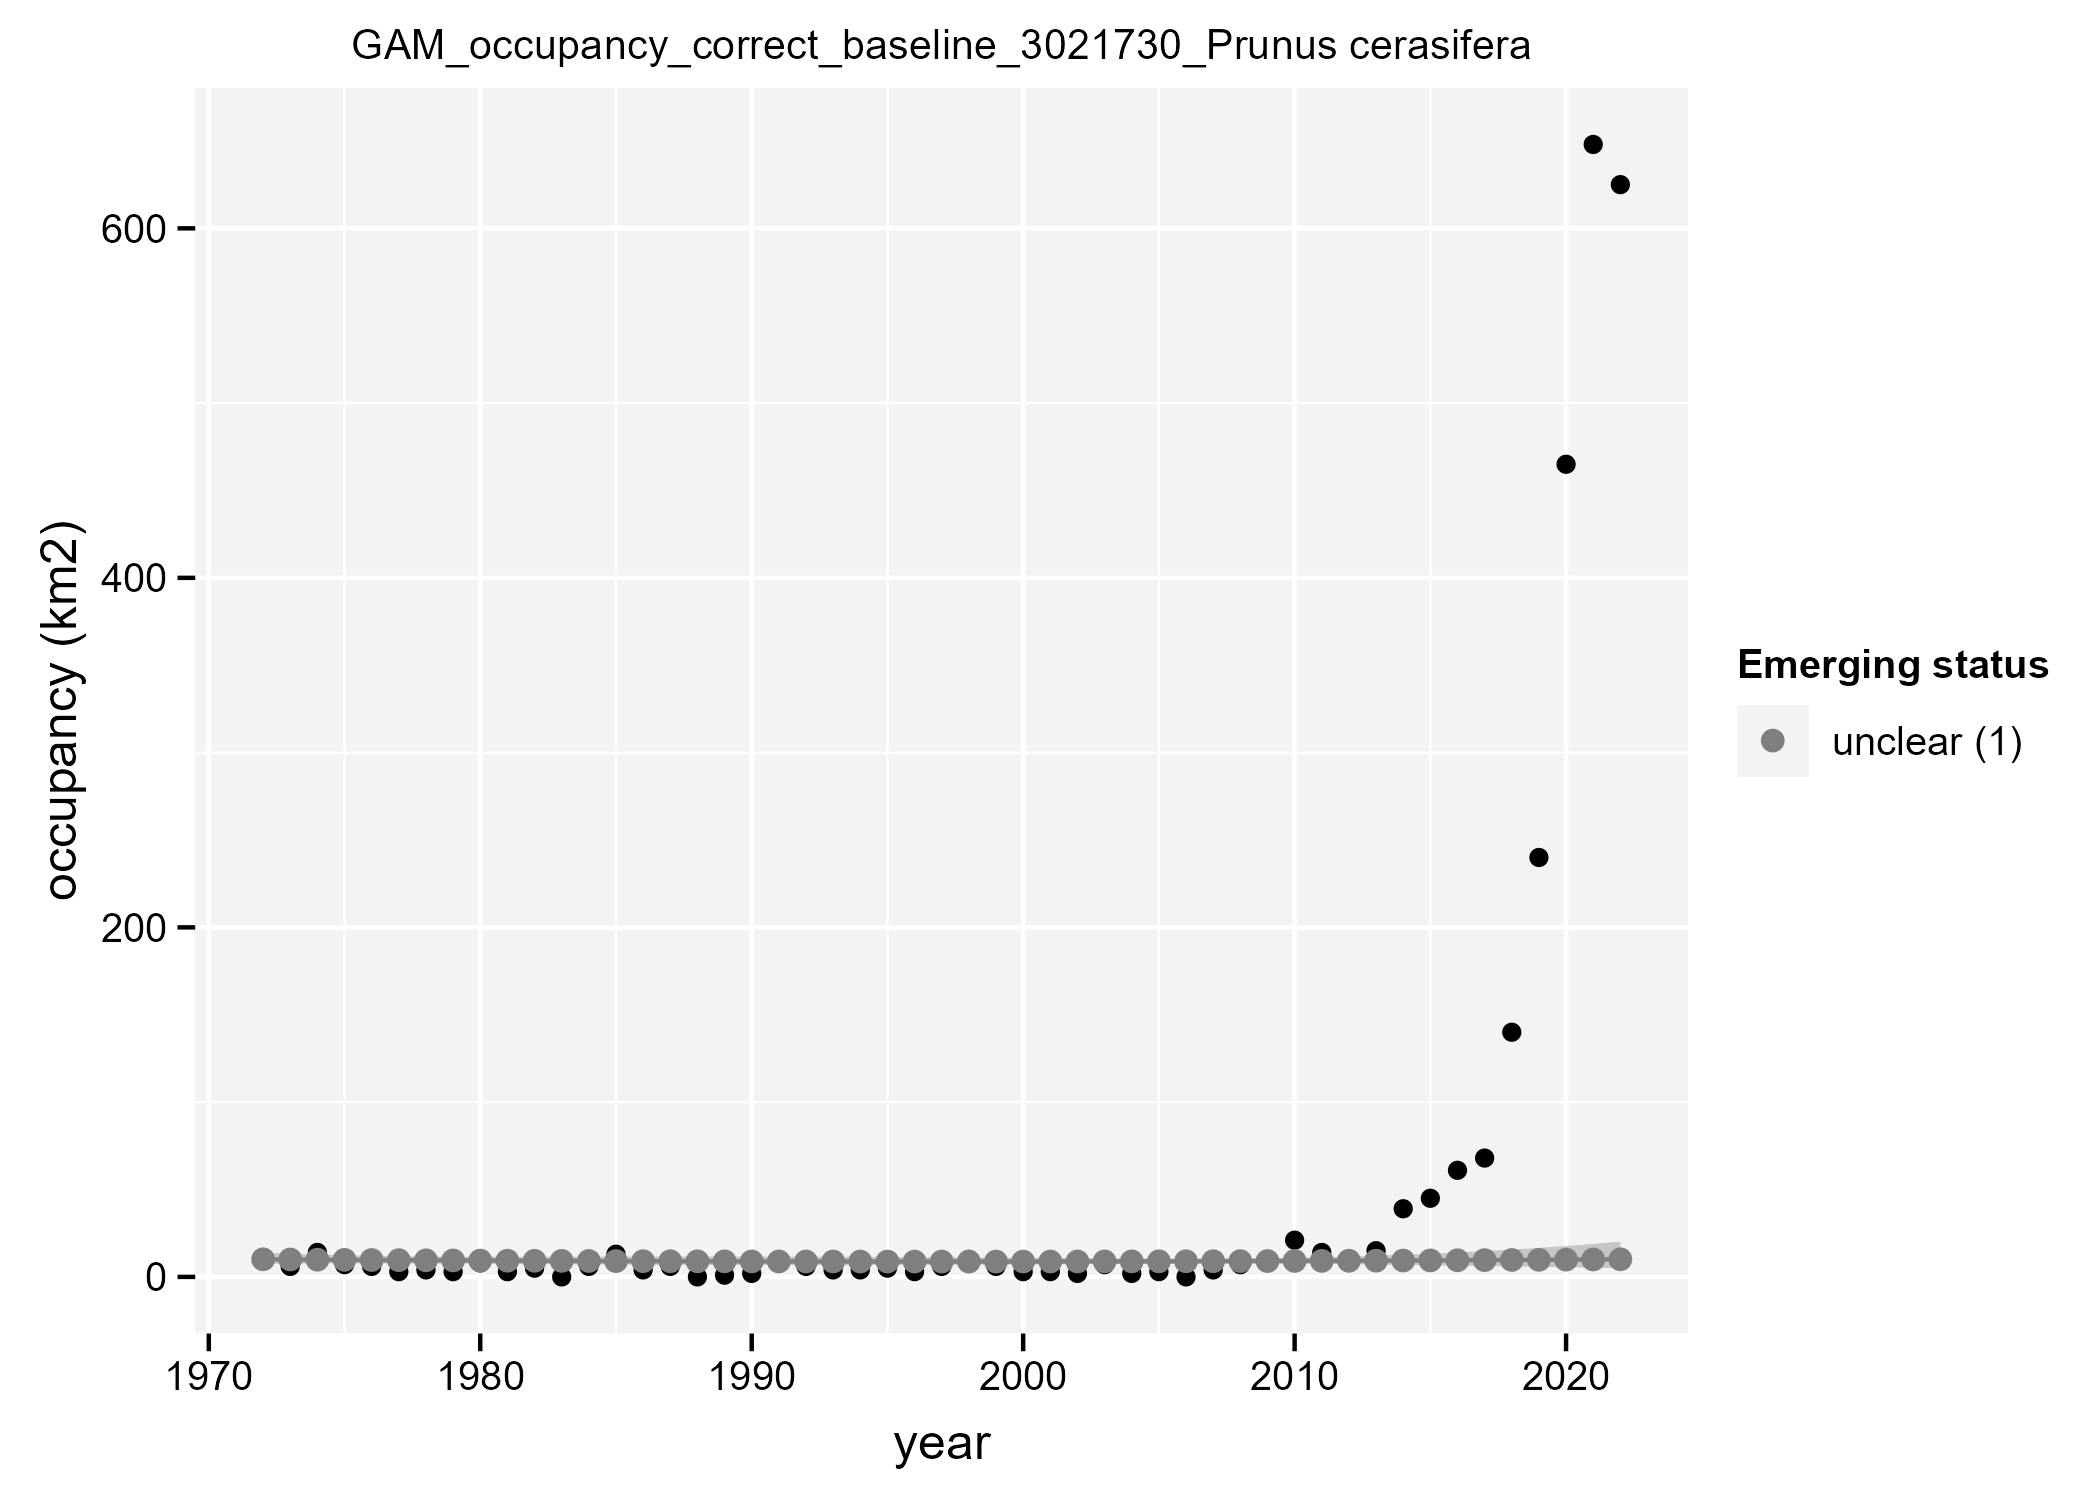 GAM_occupancy_correct_baseline_3021730_Prunus cerasifera
600
400
200
0
occupancy (km2)
1970 1980 1990 2000 2010 2020
year
Emerging status
unclear (1)